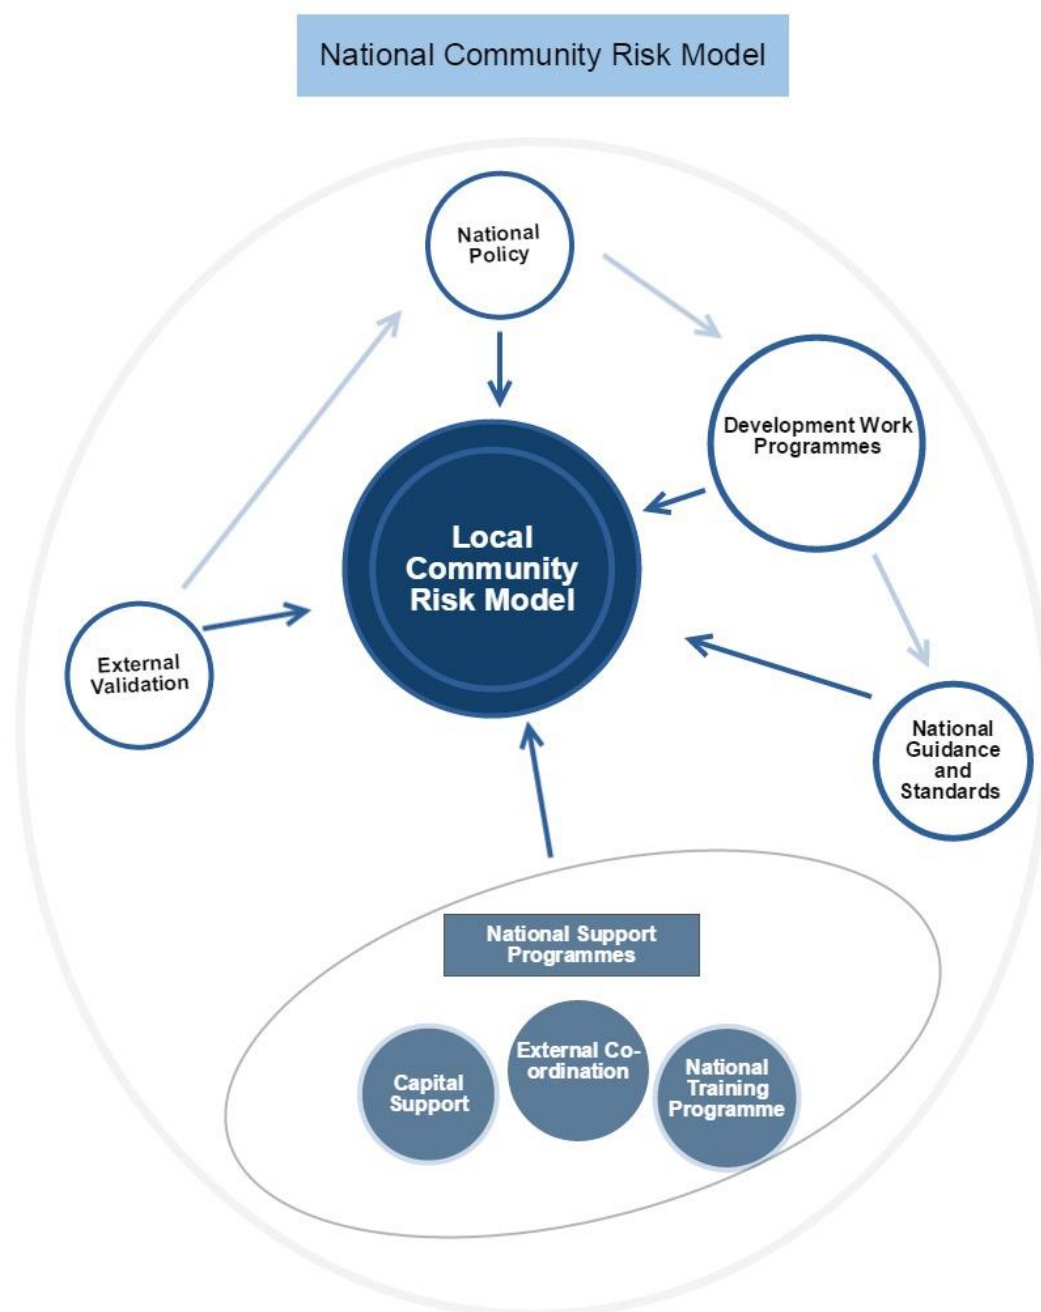 National Community Risk Model
National
Policy
Development Work
Programmes
Local
Community
Risk Model
External
Validation
National
Guidance
and
Standards
National Support
Programmes
External Co-
ordination
Capital
Support
National
Training
Programme